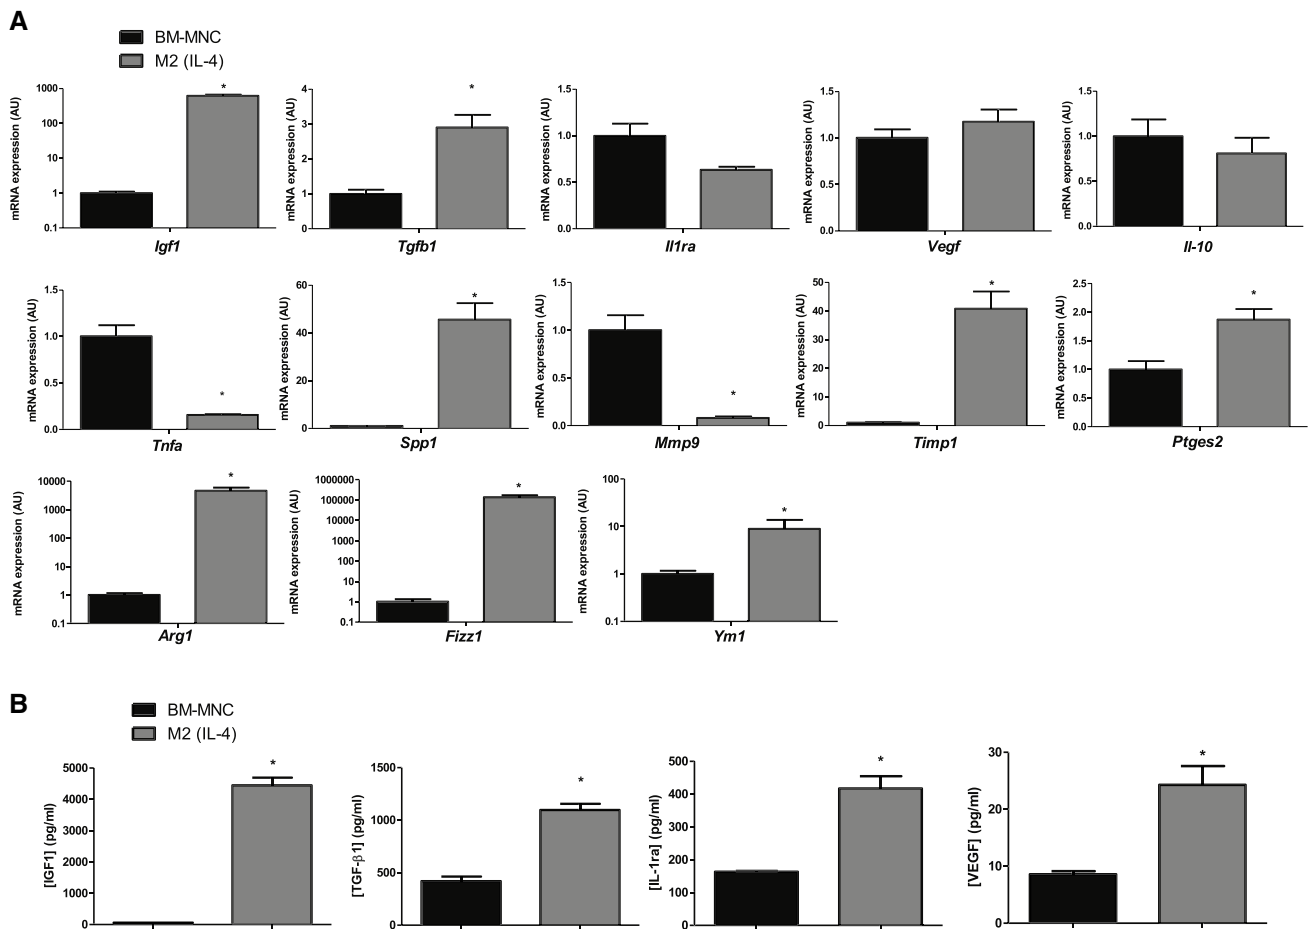 A
BM-MNC
M2 (IL-4)
mRNA expression (AU)
1000
100
10
1
0.1
*
Igf1
mRNA expression (AU)
4
3
2
1
0
*
Tgfb1
mRNA expression (AU)
1.5
1.0
0.5
0.0
Il1ra
mRNA expression (AU)
1.5
1.0
0.5
0.0
Vegf
mRNA expression (AU)
1.5
1.0
0.5
0.0
Il-10
mRNA expression (AU)
1.5
1.0
0.5
0.0
*
Tnfa
mRNA expression (AU)
60
40
20
0
*
Spp1
mRNA expression (AU)
1.5
1.0
0.5
0.0
*
Mmp9
mRNA expression (AU)
50
40
30
20
10
0
*
Timp1
mRNA expression (AU)
2.5
2.0
1.5
1.0
0.5
0.0
*
Ptges2
mRNA expression (AU)
10000
1000
100
10
1
0.1
*
Arg1
mRNA expression (AU)
1000000
100000
10000
1000
100
10
1
0.1
*
Fizz1
mRNA expression (AU)
100
10
1
0.1
*
Ym1
B
BM-MNC
M2 (IL-4)
[IGF1] (pg/ml)
5000
4000
3000
2000
1000
0
*
[TGF-β1] (pg/ml)
1500
1000
500
0
*
[IL-1ra] (pg/ml)
500
400
300
200
100
0
*
[VEGF] (pg/ml)
30
20
10
0
*